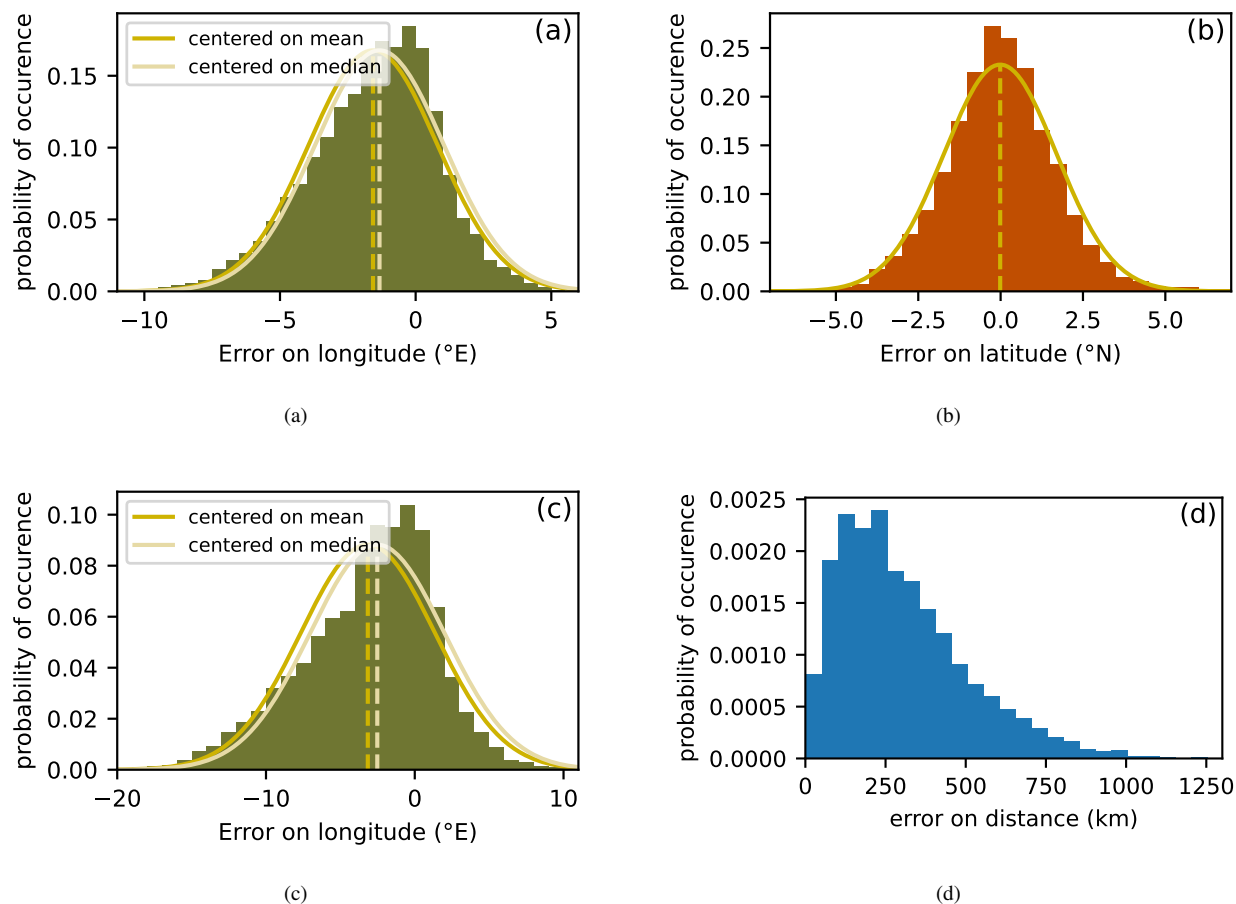 probability of occurence
0.15
0.10
0.05
0.00
centered on mean
centered on median
(a)
−10
−5
0
5
Error on longitude (°E)
(a)
probability of occurence
0.25
0.20
0.15
0.10
0.05
0.00
(b)
−5.0
−2.5
0.0
2.5
5.0
Error on latitude (°N)
(b)
probability of occurence
0.10
0.08
0.06
0.04
0.02
0.00
centered on mean
centered on median
(c)
−20
−10
0
10
Error on longitude (°E)
(c)
probability of occurence
0.0025
0.0020
0.0015
0.0010
0.0005
0.0000
(d)
0
250
500
750
1000
1250
error on distance (km)
(d)